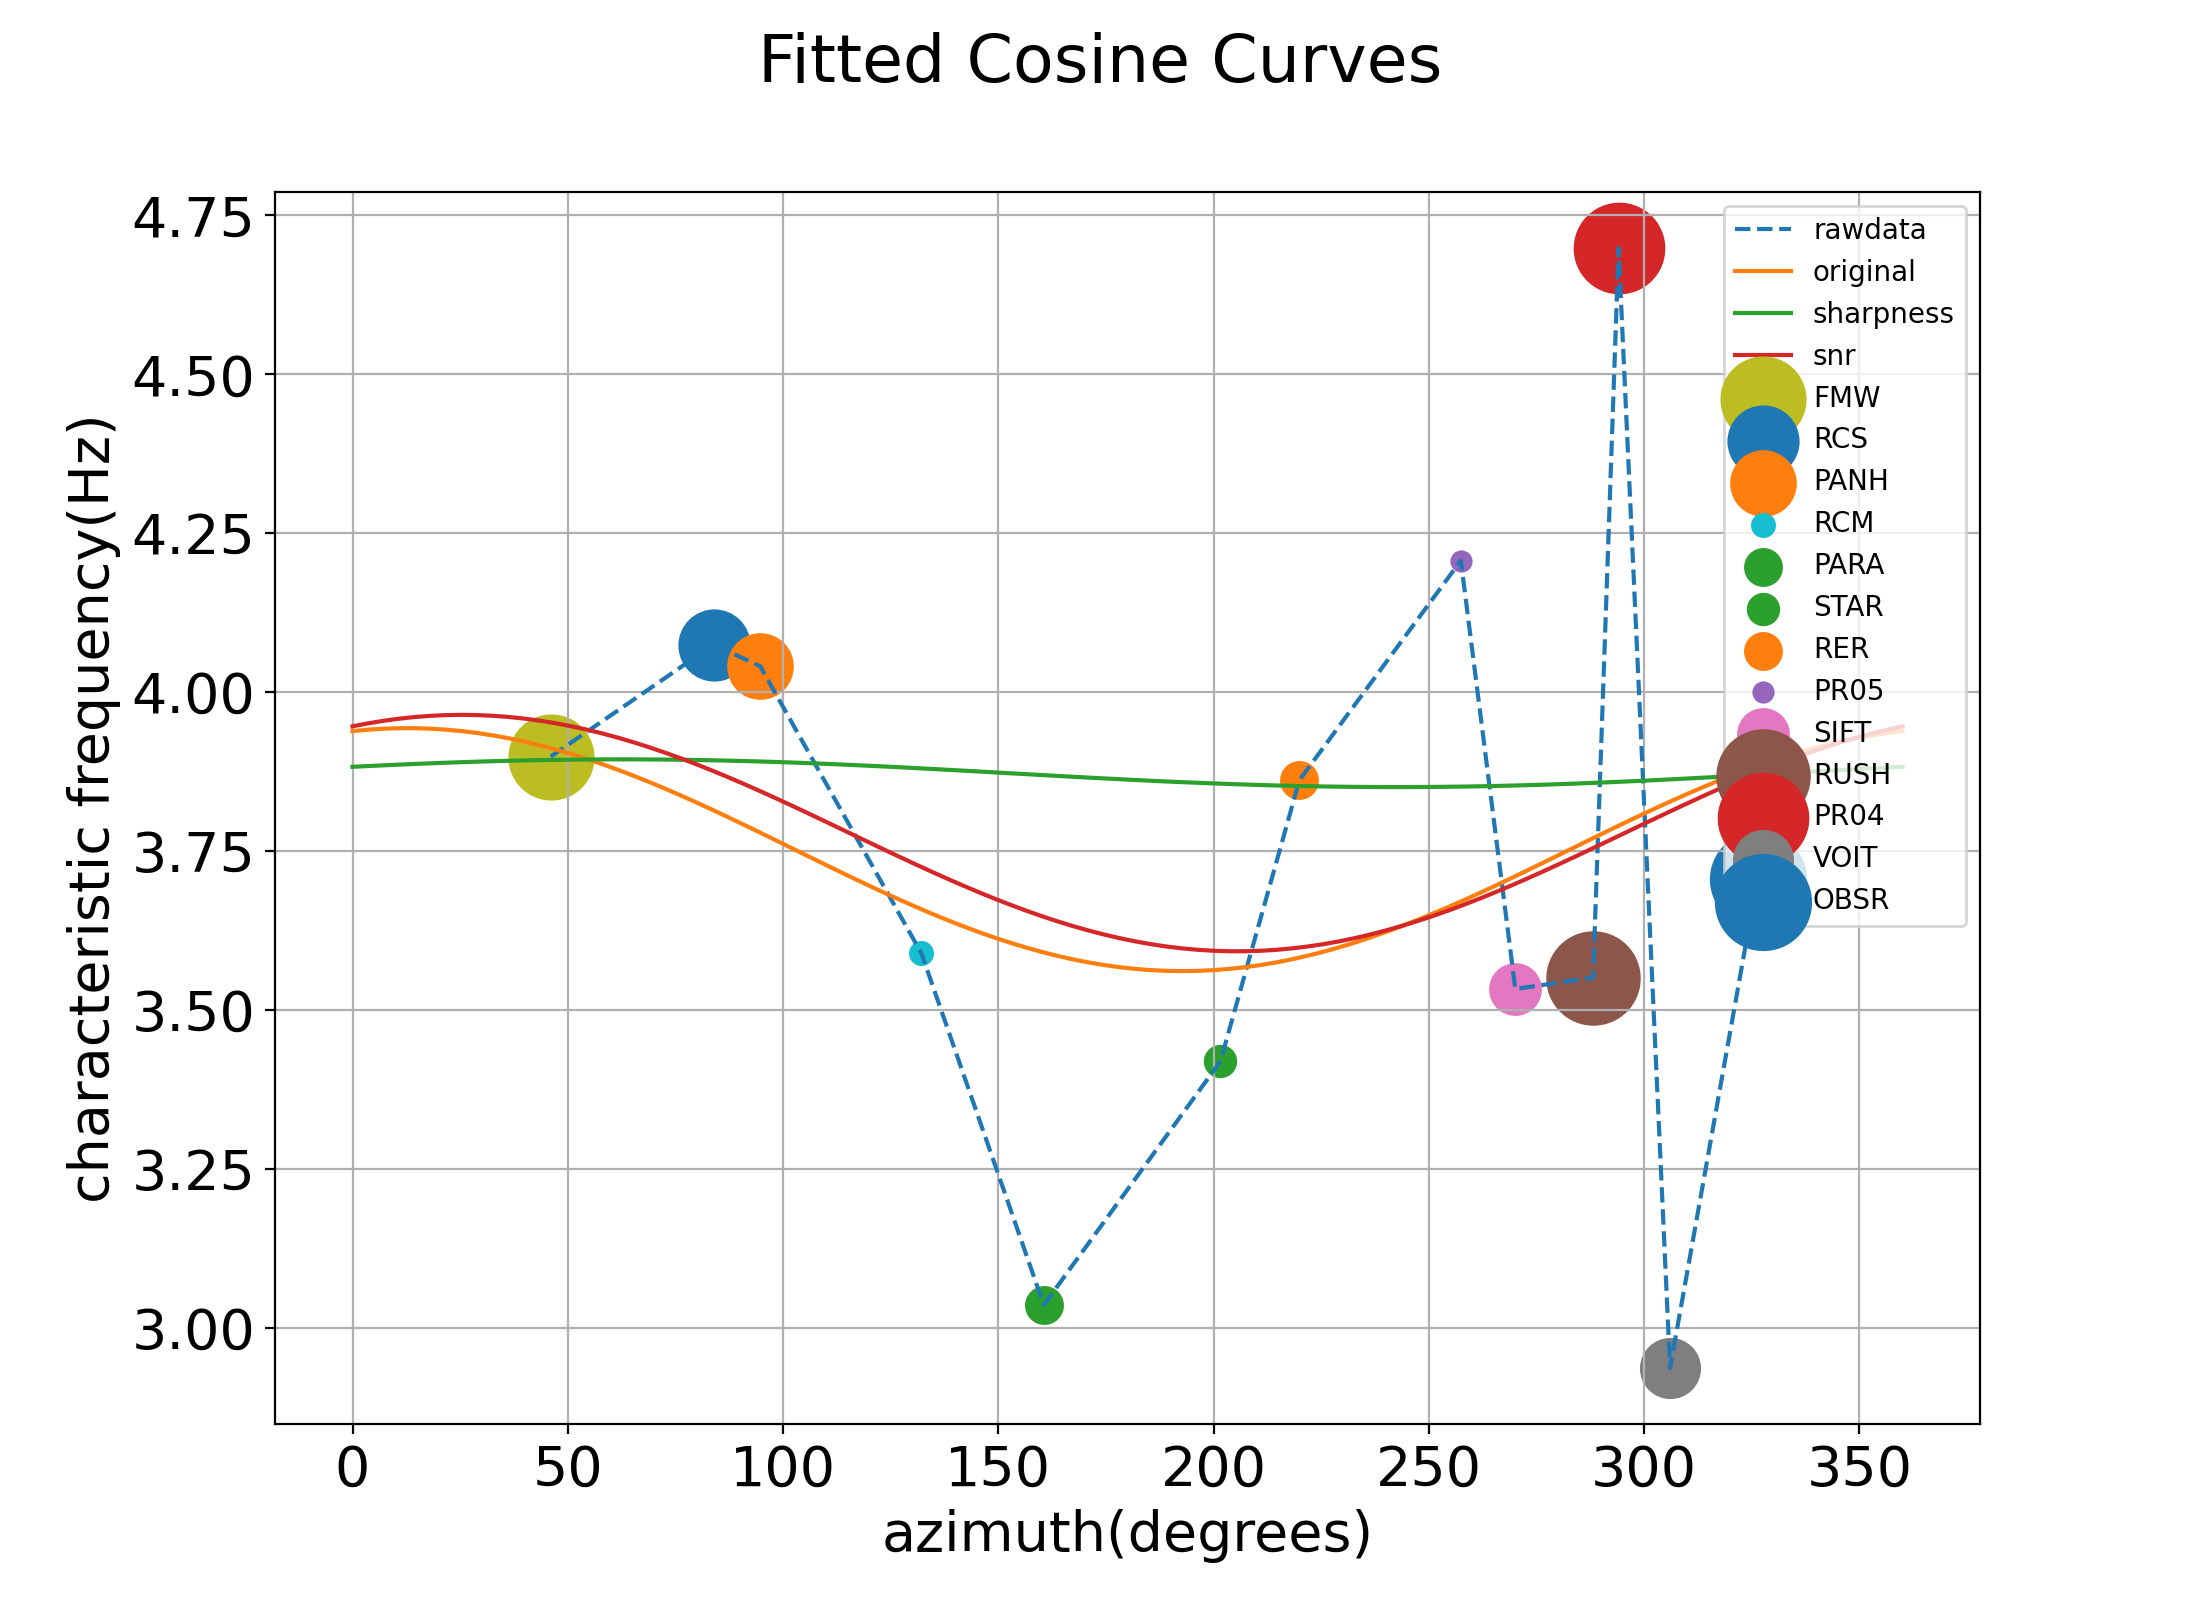 Fitted Cosine Curves
characteristic frequency(Hz)
4.75
4.50
4.25
4.00
3.75
3.50
3.25
3.00
rawdata
original
sharpness
snr
FMW
RCS
PANH
RCM
PARA
STAR
RER
PR05
SIFT
RUSH
PR04
VOIT
OBSR
0 50 100 150 200 250 300 350
azimuth(degrees)